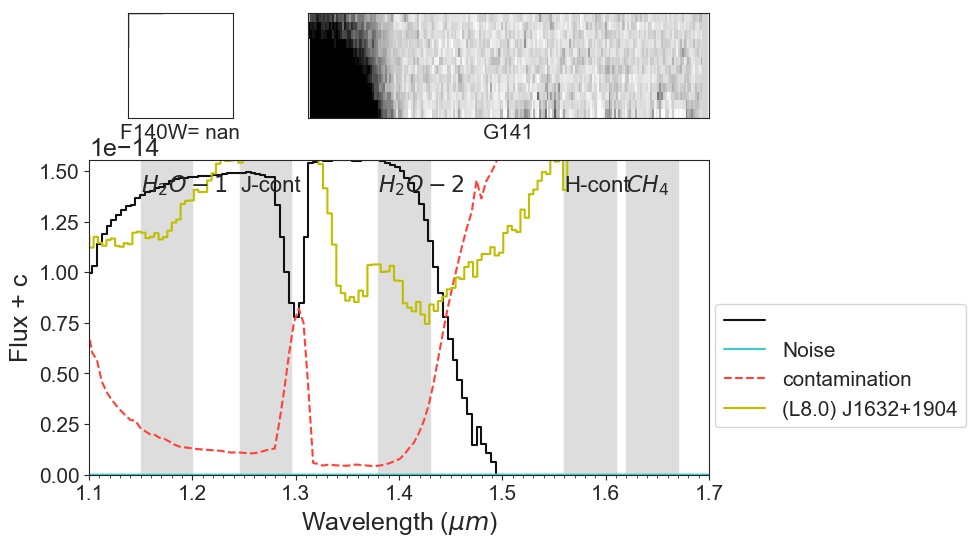 F140W= nan
G141
1e−14
H₂O − 1
J-cont
H₂O − 2
H-cont
CH₄
1.50
1.25
1.00
0.75
0.50
0.25
0.00
Flux + c
1.1
1.2
1.3
1.4
1.5
1.6
1.7
Wavelength (μm)
Noise
contamination
(L8.0) J1632+1904